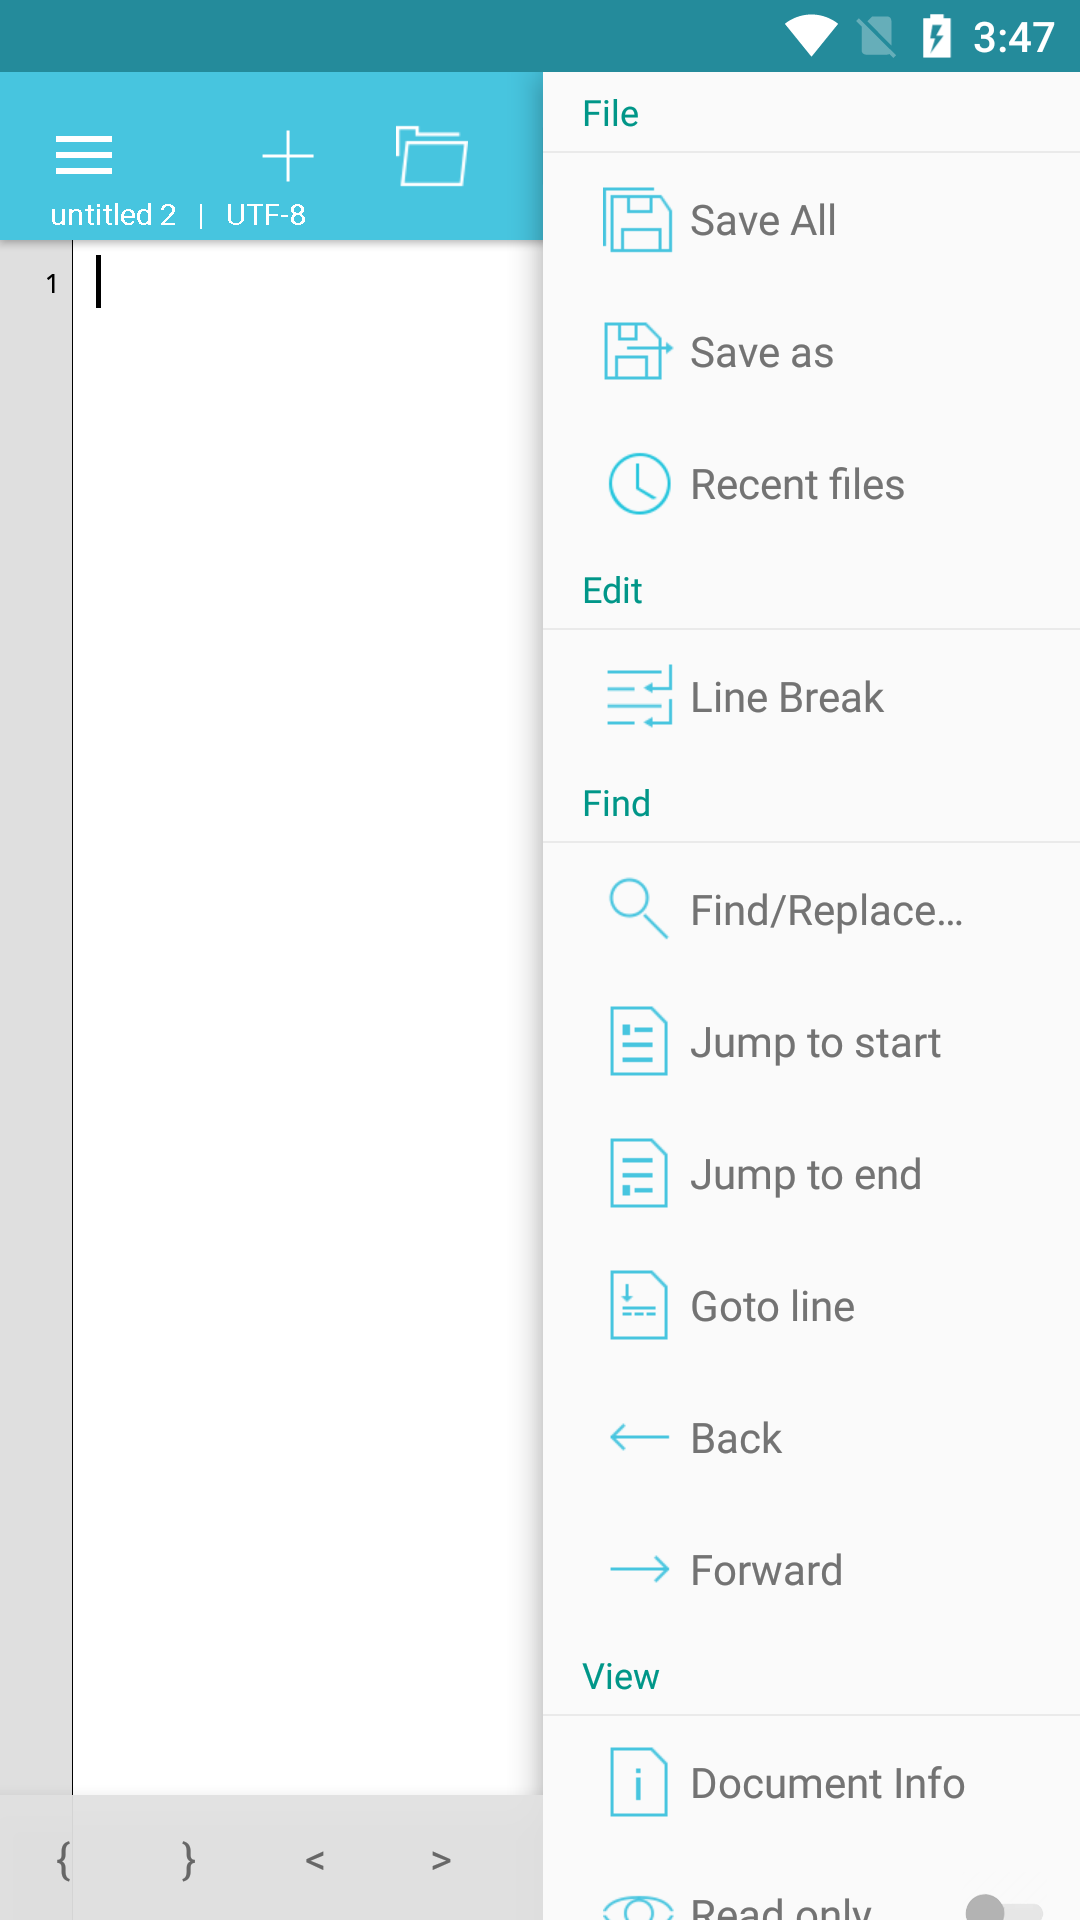 3:47
untitled 2 | UTF-8
1
{ } < >
File
Save All
Save as
Recent files
Edit
Line Break
Find
Find/Replace...
Jump to start
Jump to end
Goto line
Back
Forward
View
Document Info
Read only